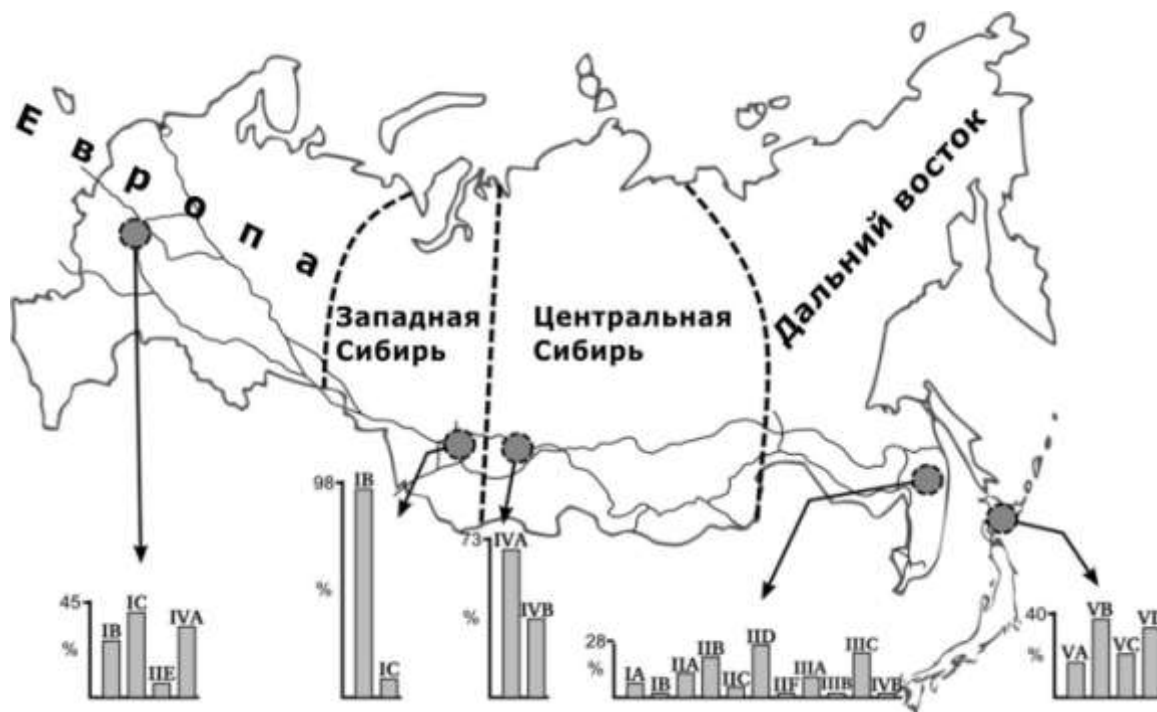 Европа
Дальний восток
Западная
Сибирь
Центральная
Сибирь
45
%
IB
IC
IIE
IVA
98
%
IB
IC
73
%
IVA
IVB
28
%
IA
IB
IIA
IIB
IIC
IID
IIF
IIIA
IIIB
IIIC
IVB
40
%
VA
VB
VC